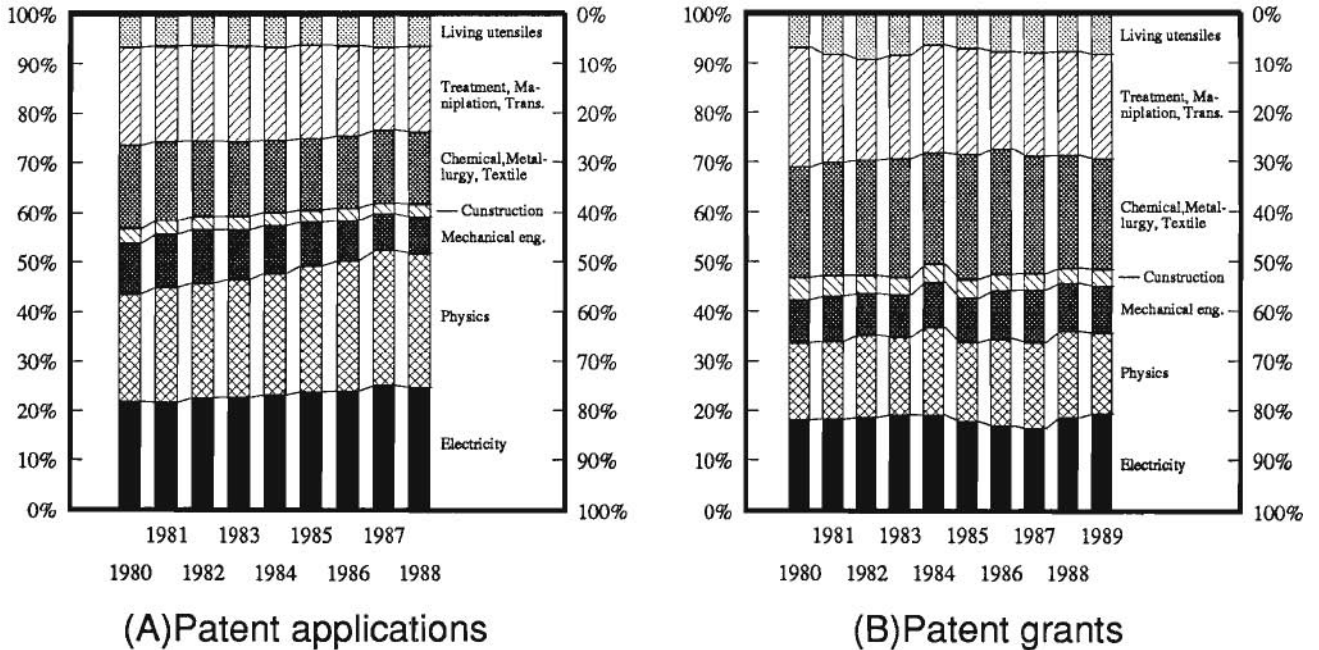 100%
90%
80%
70%
60%
50%
40%
30%
20%
10%
0%
Living utensiles
Treatment, Ma-
niplation, Trans.
Chemical,Metal-
lurgy, Textile
Cunstruction
Mechanical eng.
Physics
Electricity
0%
10%
20%
30%
40%
50%
60%
70%
80%
90%
100%
1981 1983 1985 1987
1980 1982 1984 1986 1988
(A)Patent applications
100%
90%
80%
70%
60%
50%
40%
30%
20%
10%
0%
Living utensiles
Treatment, Ma-
niplation, Trans.
Chemical,Metal-
lurgy, Textile
Cunstruction
Mechanical eng.
Physics
Electricity
0%
10%
20%
30%
40%
50%
60%
70%
80%
90%
100%
1981 1983 1985 1987 1989
1980 1982 1984 1986 1988
(B)Patent grants